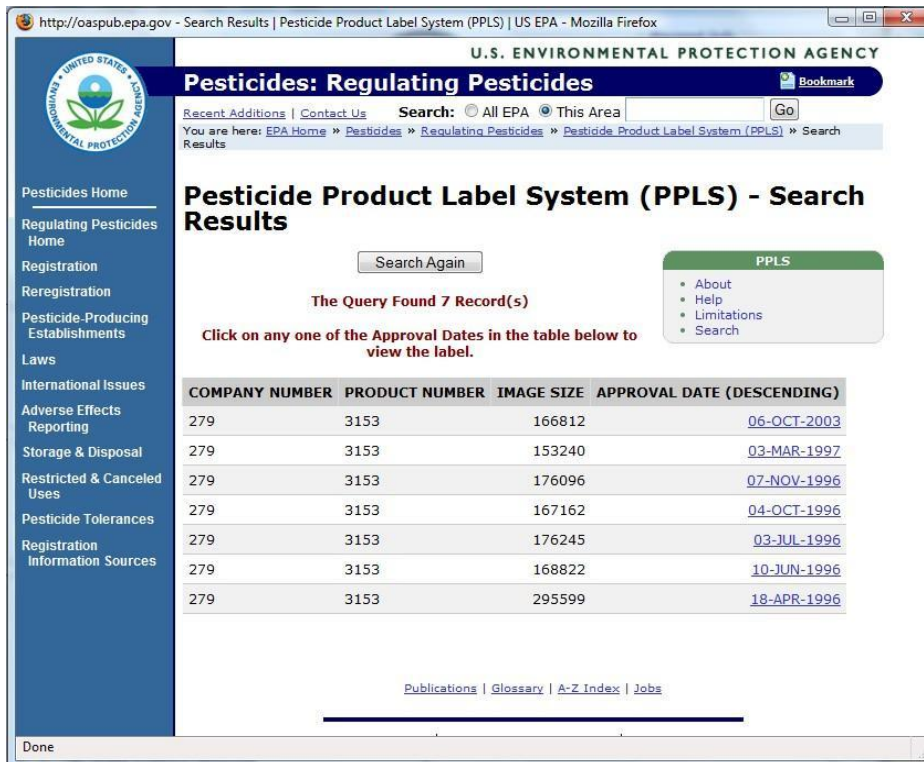 http://oaspub.epa.gov - Search Results | Pesticide Product Label System (PPLS) | US EPA - Mozilla Firefox
UNITED STATES
ENVIRONMENTAL PROTECTION AGENCY
U.S. ENVIRONMENTAL PROTECTION AGENCY
Pesticides: Regulating Pesticides
Bookmark
Recent Additions | Contact Us Search: All EPA This Area Go
You are here: EPA Home » Pesticides » Regulating Pesticides » Pesticide Product Label System (PPLS) » Search
Results
Pesticides Home
Regulating Pesticides
Home
Registration
Reregistration
Pesticide-Producing
Establishments
Laws
International Issues
Adverse Effects
Reporting
Storage & Disposal
Restricted & Canceled
Uses
Pesticide Tolerances
Registration
Information Sources
Pesticide Product Label System (PPLS) - Search
Results
Search Again
The Query Found 7 Record(s)
Click on any one of the Approval Dates in the table below to
view the label.
PPLS
• About
• Help
• Limitations
• Search
COMPANY NUMBER PRODUCT NUMBER IMAGE SIZE APPROVAL DATE (DESCENDING)
279 3153 166812 06-OCT-2003
279 3153 153240 03-MAR-1997
279 3153 176096 07-NOV-1996
279 3153 167162 04-OCT-1996
279 3153 176245 03-JUL-1996
279 3153 168822 10-JUN-1996
279 3153 295599 18-APR-1996
Publications | Glossary | A-Z Index | Jobs
Done